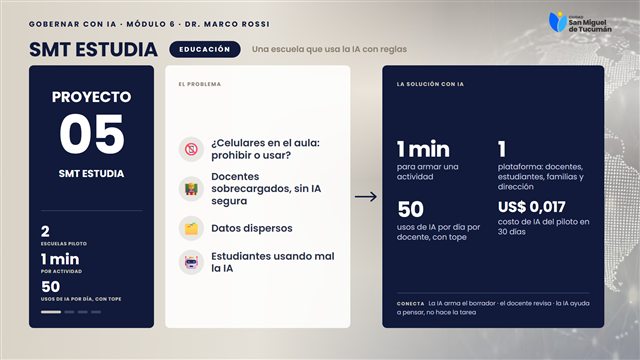 GOBERNAR CON IA · MÓDULO 6 · DR. MARCO ROSSI
SMT ESTUDIA
EDUCACIÓN
Una escuela que usa la IA con reglas
Ciudad
San Miguel
de Tucumán
PROYECTO
05
SMT ESTUDIA
2
ESCUELAS PILOTO
1 min
POR ACTIVIDAD
50
USOS DE IA POR DÍA, CON TOPE
EL PROBLEMA
¿Celulares en el aula:
prohibir o usar?
Docentes
sobrecargados, sin IA
segura
Datos dispersos
Estudiantes usando mal
la IA
LA SOLUCIÓN CON IA
1 min
para armar una
actividad
1
plataforma: docentes,
estudiantes, familias y
dirección
50
usos de IA por día por
docente, con tope
US$ 0,017
costo de IA del piloto en
30 días
CONECTA La IA arma el borrador · el docente revisa · la IA ayuda
a pensar, no hace la tarea